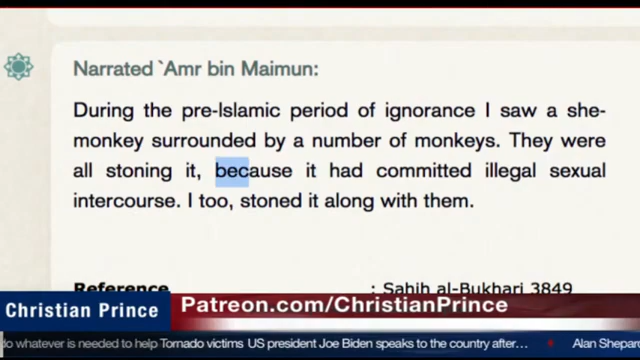 Narrated `Amr bin Maimun:
During the pre-lslamic period of ignorance I saw a she-
monkey surrounded by a number of monkeys. They were
all stoning it, because it had committed illegal sexual
intercourse. I too, stoned it along with them.
Reference : Sahih al-Bukhari 3849
Christian Prince
Patreon.com/ChristianPrince
do whatever is needed to help Tornado victims US president Joe Biden speaks to the country after... Alan Shepar